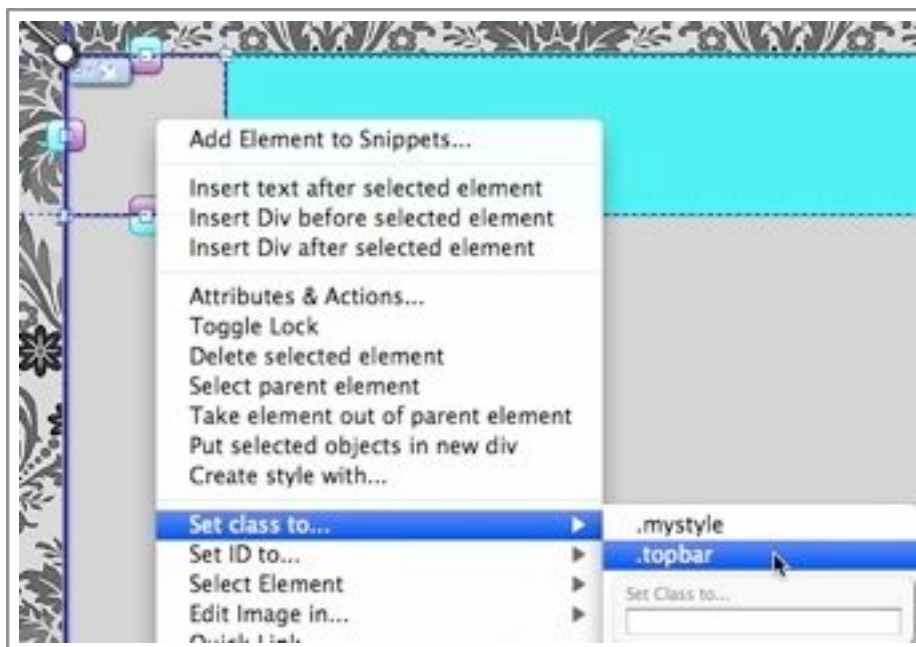 Add Element to Snippets...
Insert text after selected element
Insert Div before selected element
Insert Div after selected element
Attributes & Actions...
Toggle Lock
Delete selected element
Select parent element
Take element out of parent element
Put selected objects in new div
Create style with...
Set class to...
.mystyle
Set ID to...
.topbar
Select Element
Set Class to...
Edit Image in...
Quick Link